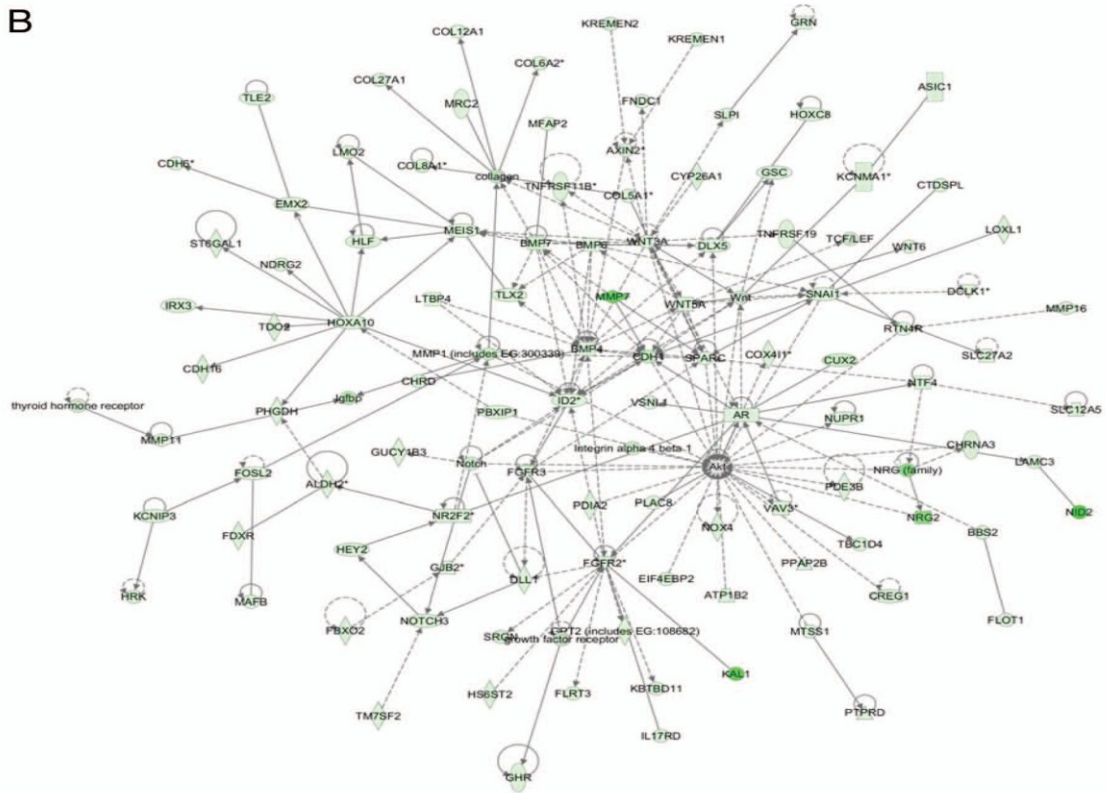 B
KREMEN2
GRN
COL12A1
KREMEN1
COL6A2*
COL27A1
ASIC1
TLE2
MRC2
FNDC1
SLPI
HOXC8
MFAP2
LMO2
AXIN2*
CDH6*
COL8A1*
GSC
KCNMA1*
collagen
TNFRSF11B*
CYP26A1
CTDSPL
COL5A1*
EMX2
LOXL1
MEIS1
WNT3A
TNFRSF19
ST6GAL1
HLF
BMP7
BMP6
DLX5
TCF/LEF
WNT6
NDRG2
DCLK1*
IRX3
LTBP4
TLX2
MMP7
WNT5A
Wnt
SNAI1
MMP16
TDO2
HOXA10
RTN4R
BMP4
MMP1 (includes EG:300339)
CDH1
SPARC
COX4I1*
SLC27A2
CDH16
CUX2
CHRD
NTF4
thyroid hormone receptor
Igfbp
PBXIP1
ID2*
VSNL1
SLC12A5
PHGDH
AR
NUPR1
MMP11
GUCY1B3
Integrin alpha 4 beta 1
CHRNA3
FOSL2
Notch
FGFR3
Akt
NRG (family)
LAMC3
ALDH2*
PDE3B
KCNIP3
PDIA2
PLAC8
VAV3*
NID2
NR2F2*
NRG2
FDXR
NOX4
BBS2
HEY2
TBC1D4
GJB2*
FGFR2*
PPAP2B
DLL1
EIF4EBP2
HRK
MAFB
ATP1B2
CREG1
FBXO2
NOTCH3
FLOT1
SRGN
GPT2 (includes EG:108682)
MTSS1
growth factor receptor
KAL1
HS6ST2
FLRT3
KBTBD11
TM7SF2
PTPRD
IL17RD
GHR